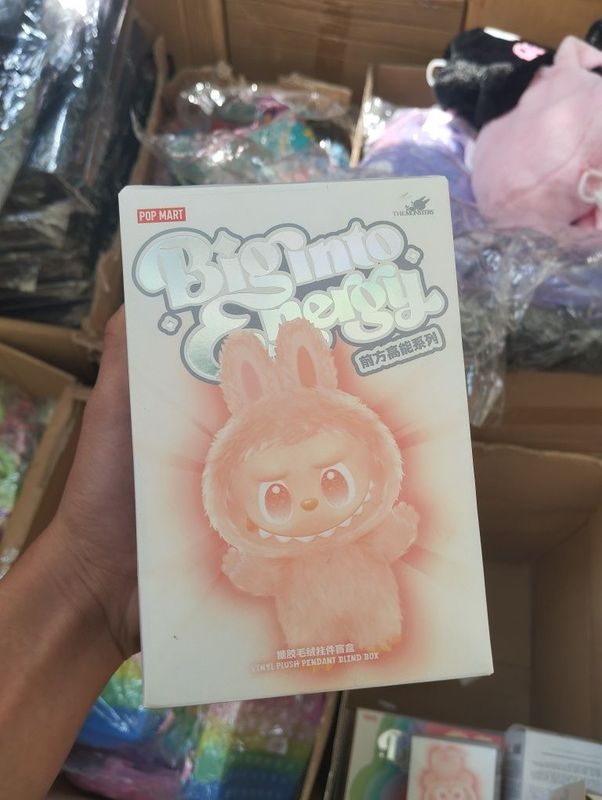 POP MART
THE MONSTERS
Big into
Energy
前方高能系列
搪胶毛绒挂件盲盒
VINYL PLUSH PENDANT BLIND BOX